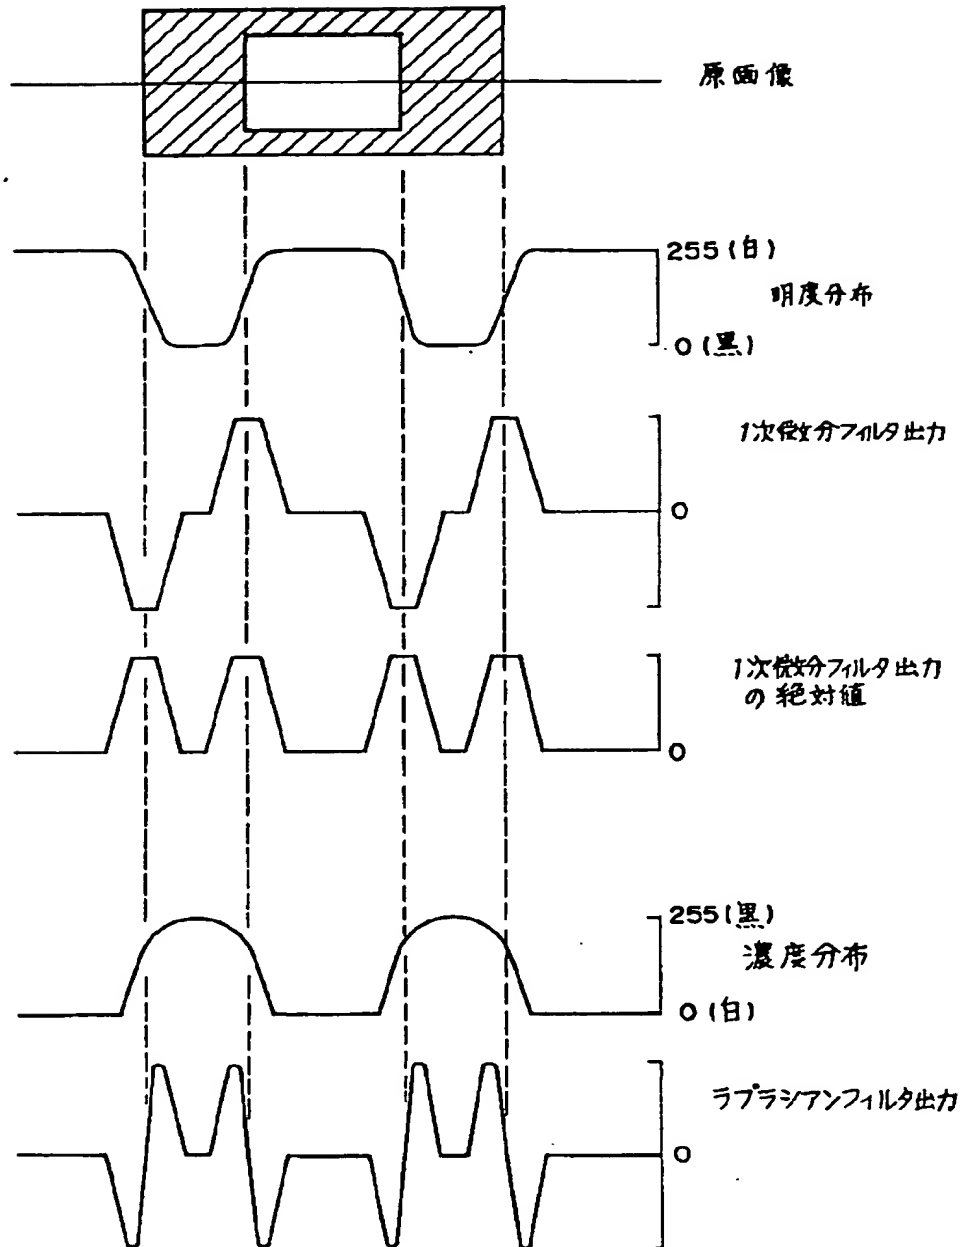 原画像
255(白)
明度分布
0(黒)
1次微分フィルタ出力
0
1次微分フィルタ出力
の絶対値
0
255(黒)
濃度分布
0(白)
ラプラシアンフィルタ出力
0